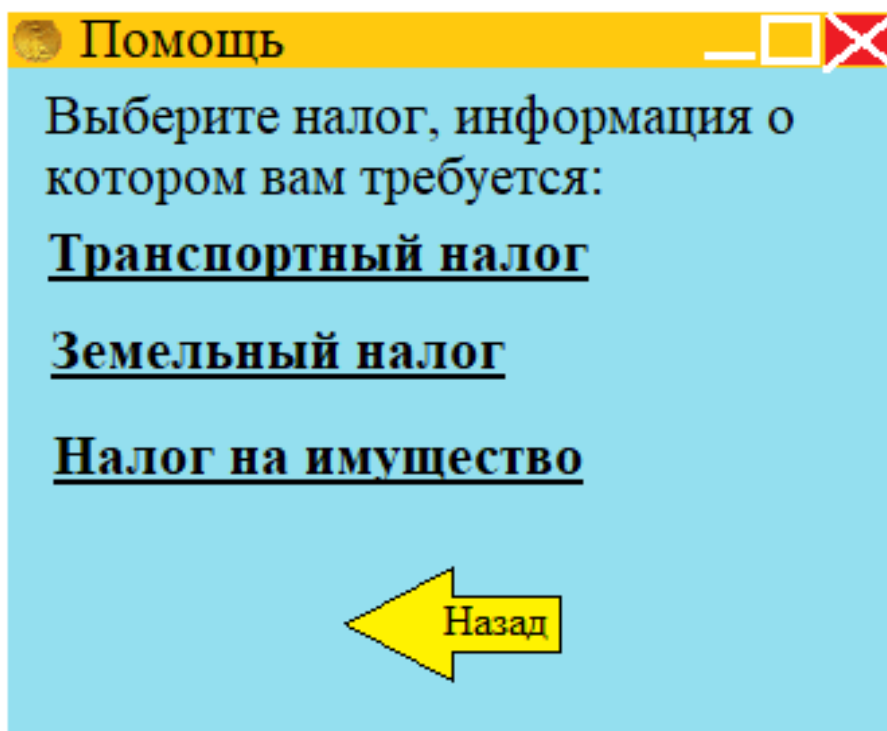 Помощь
Выберите налог, информация о
котором вам требуется:
Транспортный налог
Земельный налог
Налог на имущество
Назад